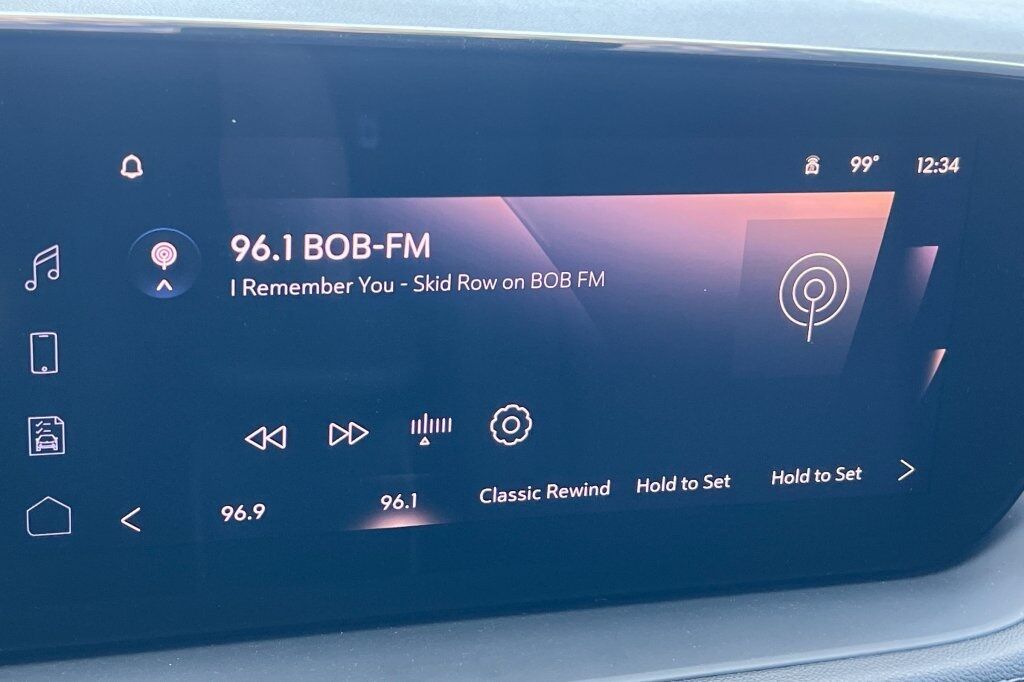 99° 12:34
96.1 BOB-FM
I Remember You - Skid Row on BOB FM
96.9 96.1 Classic Rewind Hold to Set Hold to Set